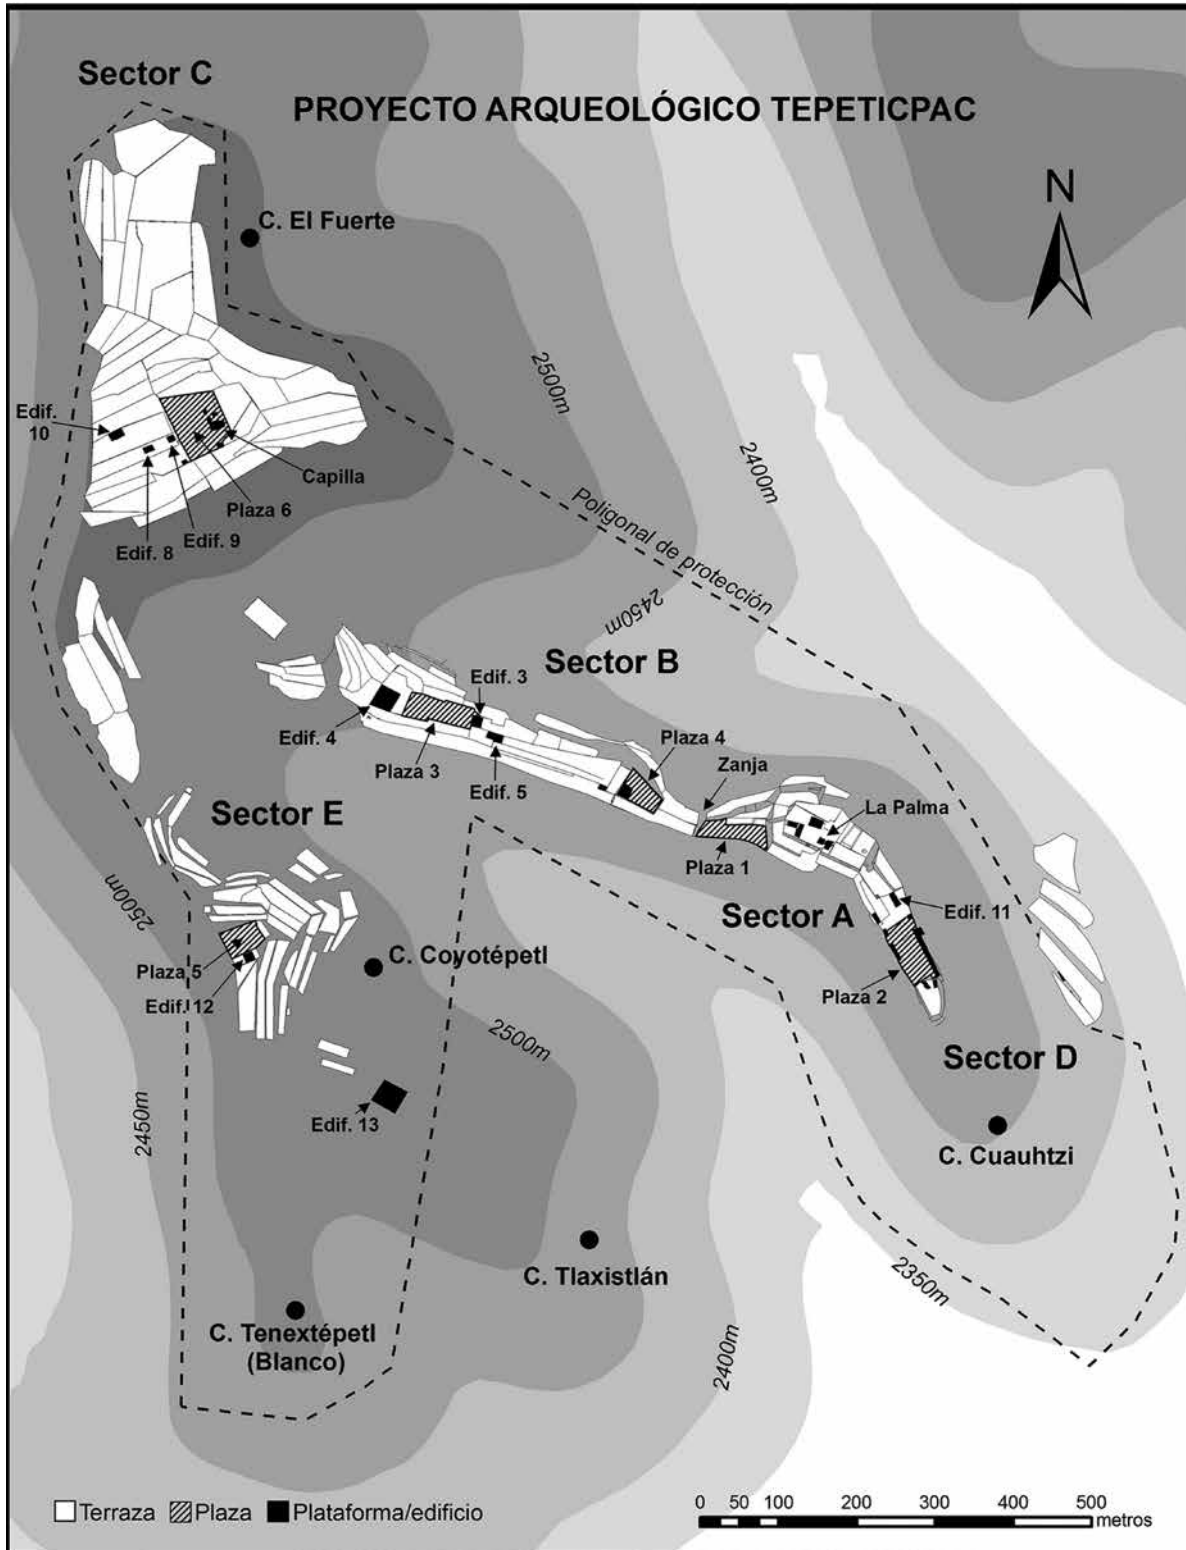 Sector C
PROYECTO ARQUEOLÓGICO TEPETICPAC
N
C. El Fuerte
2500m
Edif.
10
2400m
Capilla
Plaza 6
Edif. 9
Edif. 8
Poligonal de protección
2450m
Sector B
Edif. 3
Edif. 4
Plaza 4
Plaza 3
Zanja
Edif. 5
Sector E
La Palma
Plaza 1
2500m
Sector A
Edif. 11
C. Coyotépetl
Plaza 5
Edif. 12
Plaza 2
2500m
Sector D
2450m
Edif. 13
C. Cuauhtzi
C. Tlaxistlán
2350m
C. Tenextépetl
(Blanco)
2400m
Terraza Plaza Plataforma/edificio
0 50 100 200 300 400 500
metros